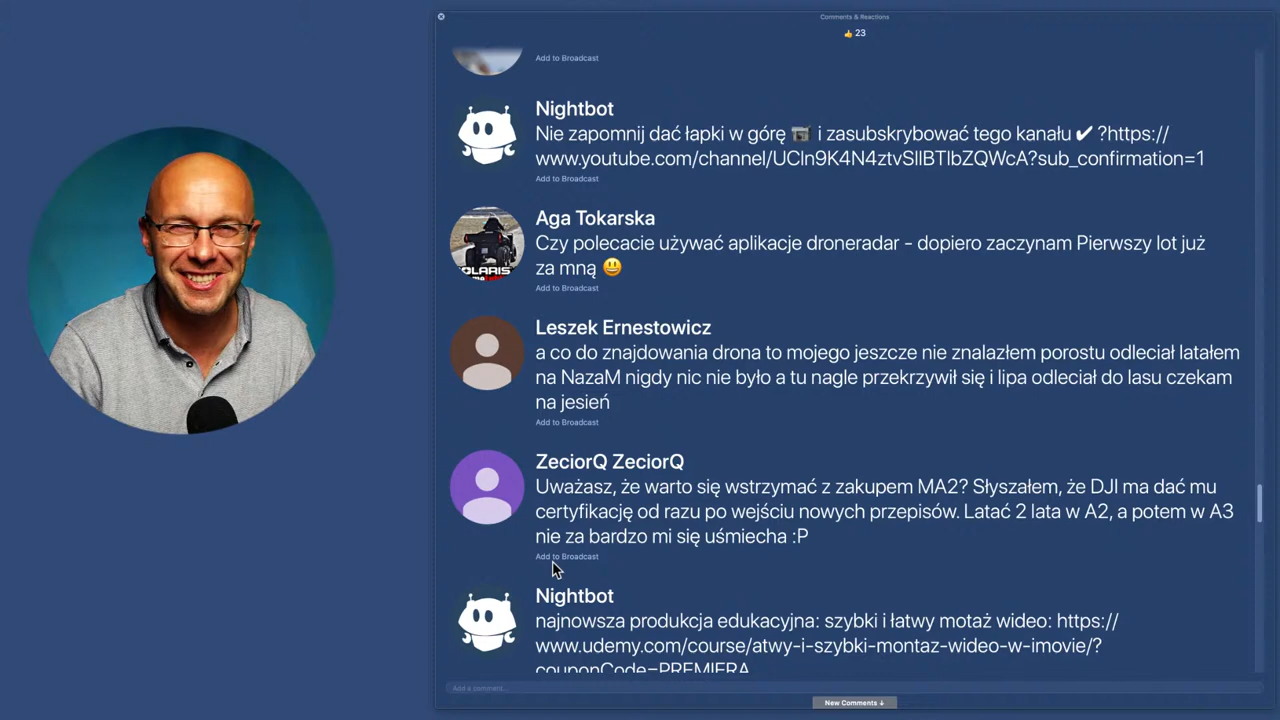 Comments & Reactions
👍 23
Add to Broadcast
Nightbot
Nie zapomnij dać łapki w górę i zasubskrybować tego kanału ✔ ?https://
www.youtube.com/channel/UCln9K4N4ztvSllBTlbZQWcA?sub_confirmation=1
Add to Broadcast
Aga Tokarska
Czy polecacie używać aplikacje droneradar - dopiero zaczynam Pierwszy lot już
za mną 😃
Add to Broadcast
POLARIS
Leszek Ernestowicz
a co do znajdowania drona to mojego jeszcze nie znalazłem porostu odleciał latałem
na NazaM nigdy nic nie było a tu nagle przekrzywił się i lipa odleciał do lasu czekam
na jesień
Add to Broadcast
ZeciorQ ZeciorQ
Uważasz, że warto się wstrzymać z zakupem MA2? Słyszałem, że DJI ma dać mu
certyfikację od razu po wejściu nowych przepisów. Latać 2 lata w A2, a potem w A3
nie za bardzo mi się uśmiecha :P
Add to Broadcast
Nightbot
najnowsza produkcja edukacyjna: szybki i łatwy motaż wideo: https://
www.udemy.com/course/atwy-i-szybki-montaz-wideo-w-imovie/?
couponCode=PREMIERA
Add a comment...
New Comments ↓